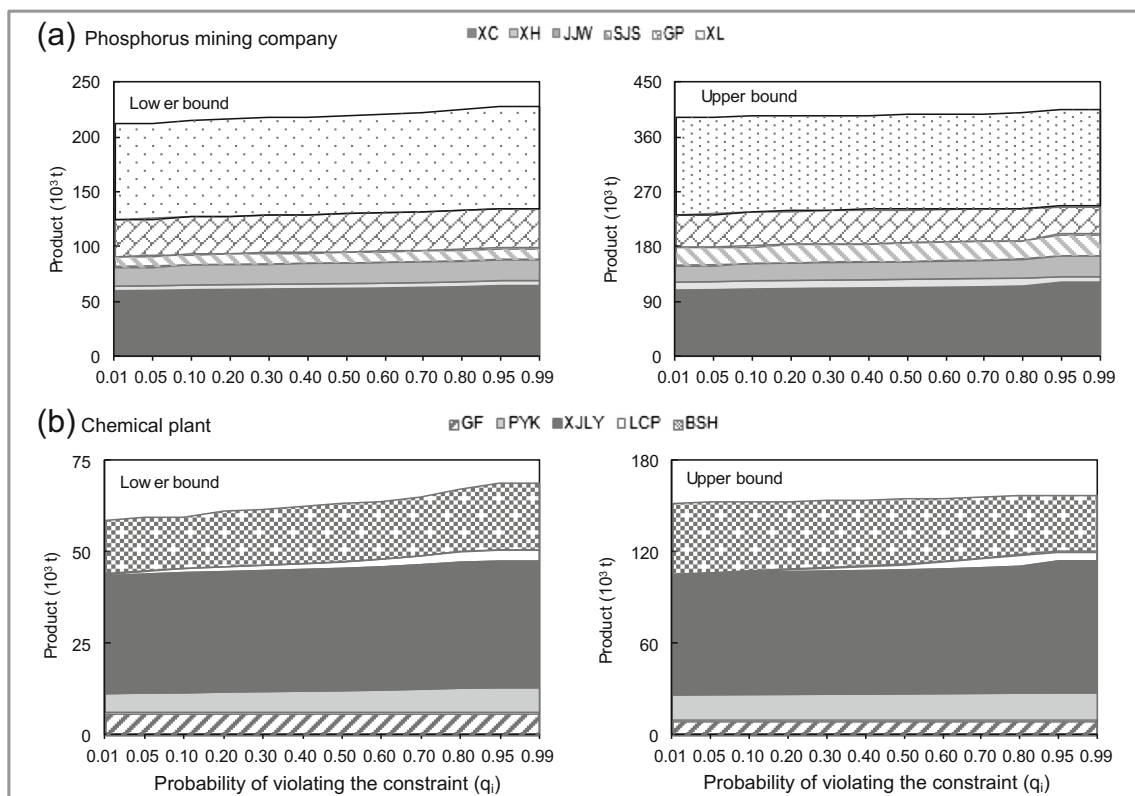 (a) Phosphorus mining company
XC XH JJW SJS GP XL
Lower bound
Product (10³ t)
250
200
150
100
50
0
0.01 0.05 0.10 0.20 0.30 0.40 0.50 0.60 0.70 0.80 0.95 0.99
Upper bound
Product (10³ t)
450
360
270
180
90
0
0.01 0.05 0.10 0.20 0.30 0.40 0.50 0.60 0.70 0.80 0.95 0.99
(b) Chemical plant
GF PYK XJLY LCP BSH
Lower bound
Product (10³ t)
75
50
25
0
0.01 0.05 0.10 0.20 0.30 0.40 0.50 0.60 0.70 0.80 0.95 0.99
Probability of violating the constraint (qi)
Upper bound
Product (10³ t)
180
120
60
0
0.01 0.05 0.10 0.20 0.30 0.40 0.50 0.60 0.70 0.80 0.95 0.99
Probability of violating the constraint (qi)